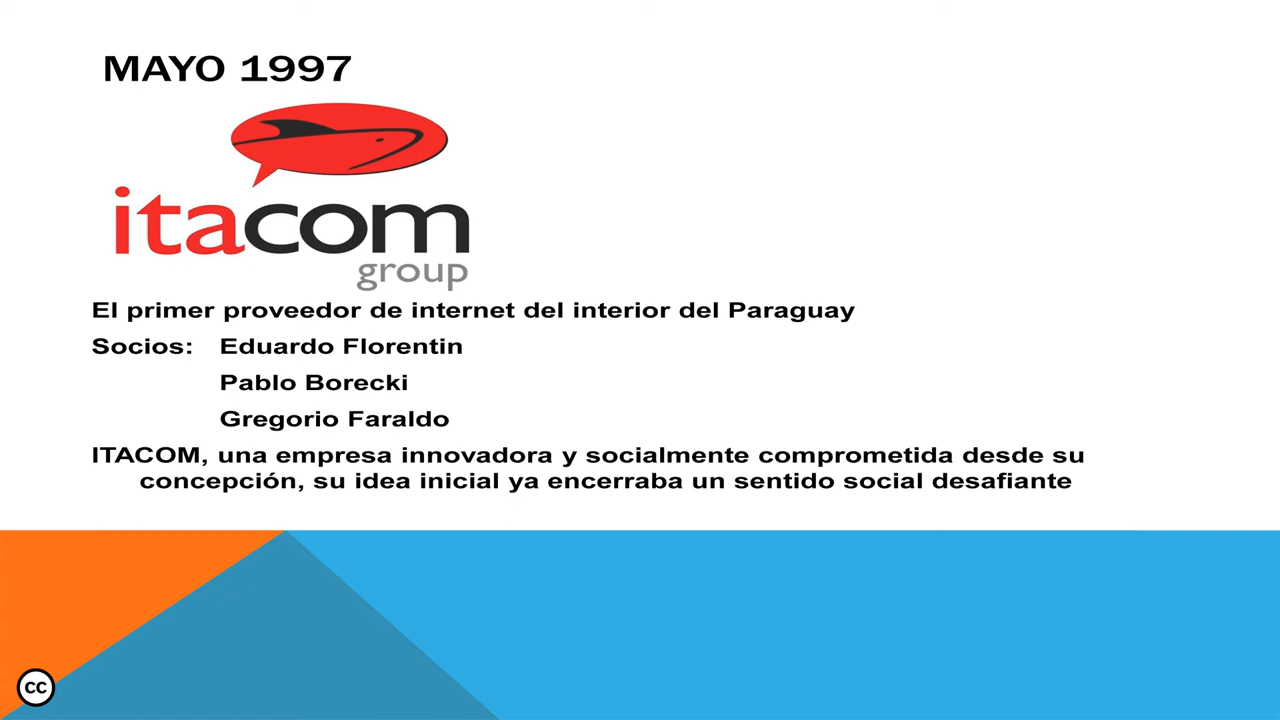 MAYO 1997
itacom
group
El primer proveedor de internet del interior del Paraguay
Socios: Eduardo Florentin
Pablo Borecki
Gregorio Faraldo
ITACOM, una empresa innovadora y socialmente comprometida desde su
concepción, su idea inicial ya encerraba un sentido social desafiante
CC